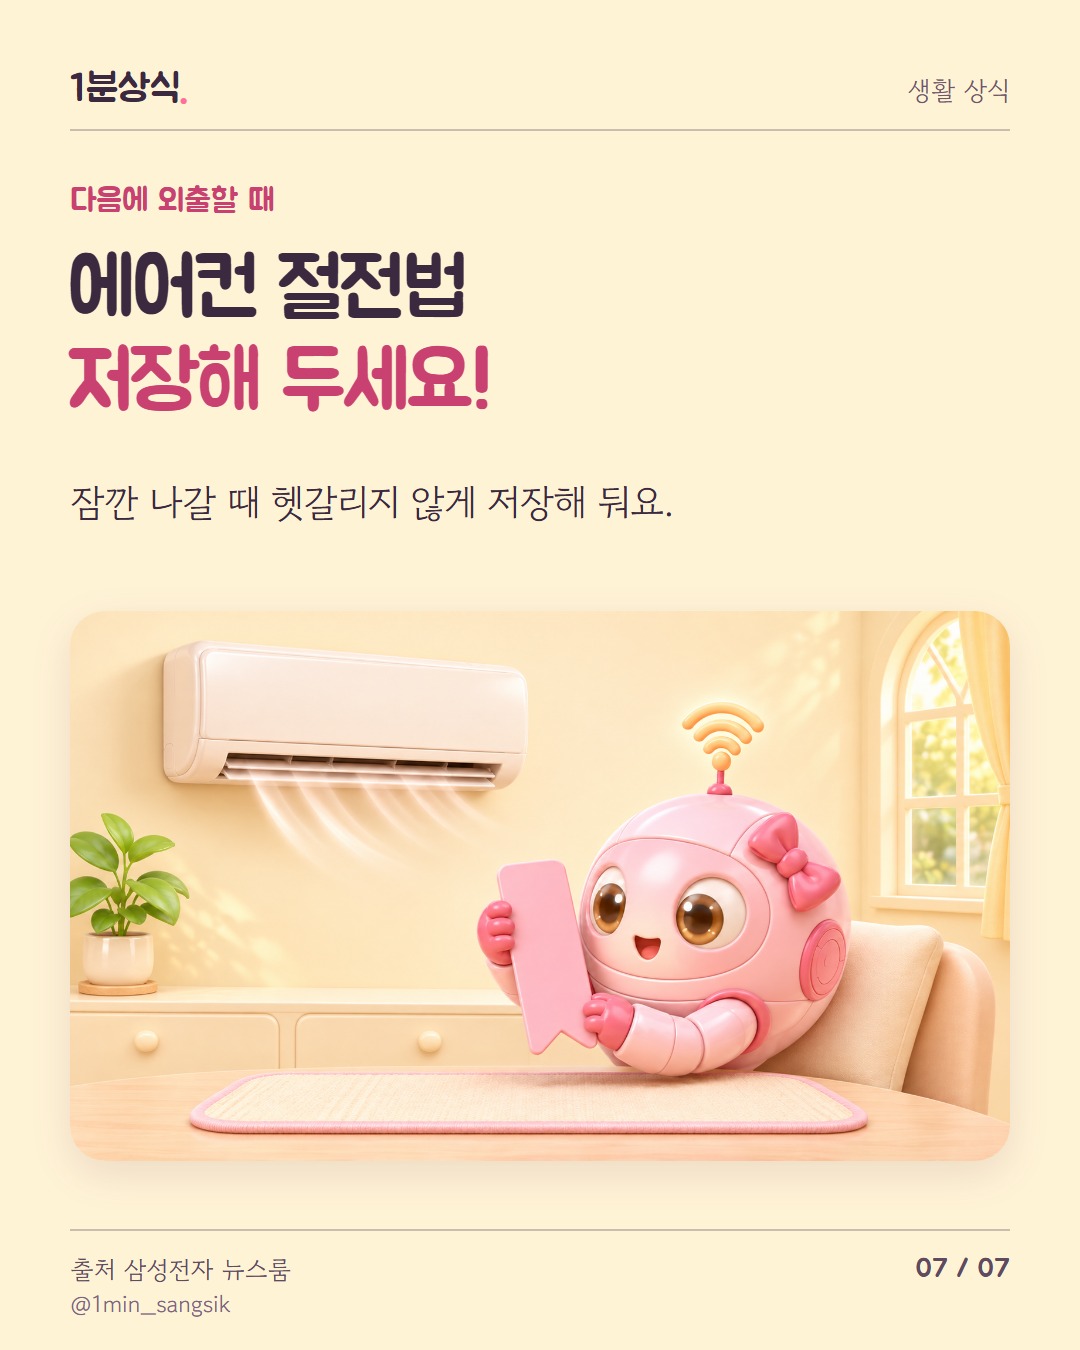 1분상식.
생활 상식
다음에 외출할 때
에어컨 절전법
저장해 두세요!
잠깐 나갈 때 헷갈리지 않게 저장해 둬요.
출처 삼성전자 뉴스룸
07 / 07
@1min_sangsik